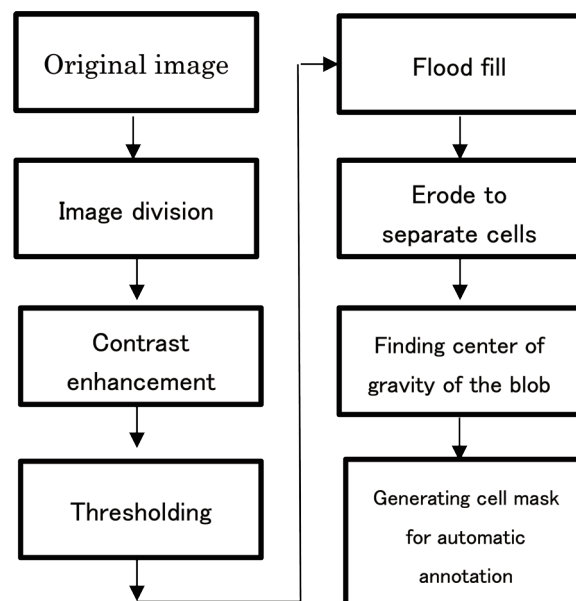 Original image
Image division
Contrast
enhancement
Thresholding
Flood fill
Erode to
separate cells
Finding center of
gravity of the blob
Generating cell mask
for automatic
annotation